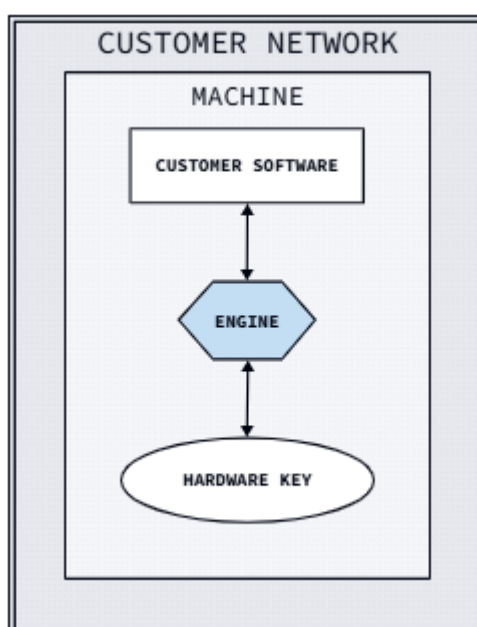 CUSTOMER NETWORK
MACHINE
CUSTOMER SOFTWARE
ENGINE
HARDWARE KEY